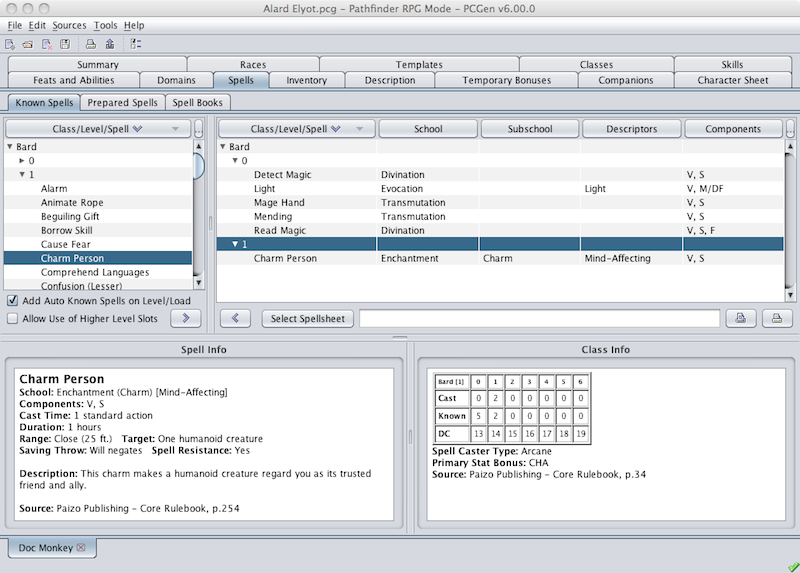 Alard Elyot.pcg - Pathfinder RPG Mode - PCGen v6.00.0
File Edit Sources Tools Help
Summary Races Templates Classes Skills
Feats and Abilities Domains Spells Inventory Description Temporary Bonuses Companions Character Sheet
Known Spells Prepared Spells Spell Books
Class/Level/Spell ... Class/Level/Spell School Subschool Descriptors Components ...
Bard
0
1
Alarm
Animate Rope
Beguiling Gift
Borrow Skill
Cause Fear
Charm Person
Comprehend Languages
Confusion (Lesser)
Bard
0
Detect Magic Divination V, S
Light Evocation Light V, M/DF
Mage Hand Transmutation V, S
Mending Transmutation V, S
Read Magic Divination V, S, F
1
Charm Person Enchantment Charm Mind-Affecting V, S
Add Auto Known Spells on Level/Load
Allow Use of Higher Level Slots
Select Spellsheet
Spell Info
Charm Person
School: Enchantment (Charm) [Mind-Affecting]
Components: V, S
Cast Time: 1 standard action
Duration: 1 hours
Range: Close (25 ft.) Target: One humanoid creature
Saving Throw: Will negates Spell Resistance: Yes
Description: This charm makes a humanoid creature regard you as its trusted
friend and ally.
Source: Paizo Publishing - Core Rulebook, p.254
Class Info
Bard [1] 0 1 2 3 4 5 6
Cast 0 2 0 0 0 0 0
Known 5 2 0 0 0 0 0
DC 13 14 15 16 17 18 19
Spell Caster Type: Arcane
Primary Stat Bonus: CHA
Source: Paizo Publishing - Core Rulebook, p.34
Doc Monkey